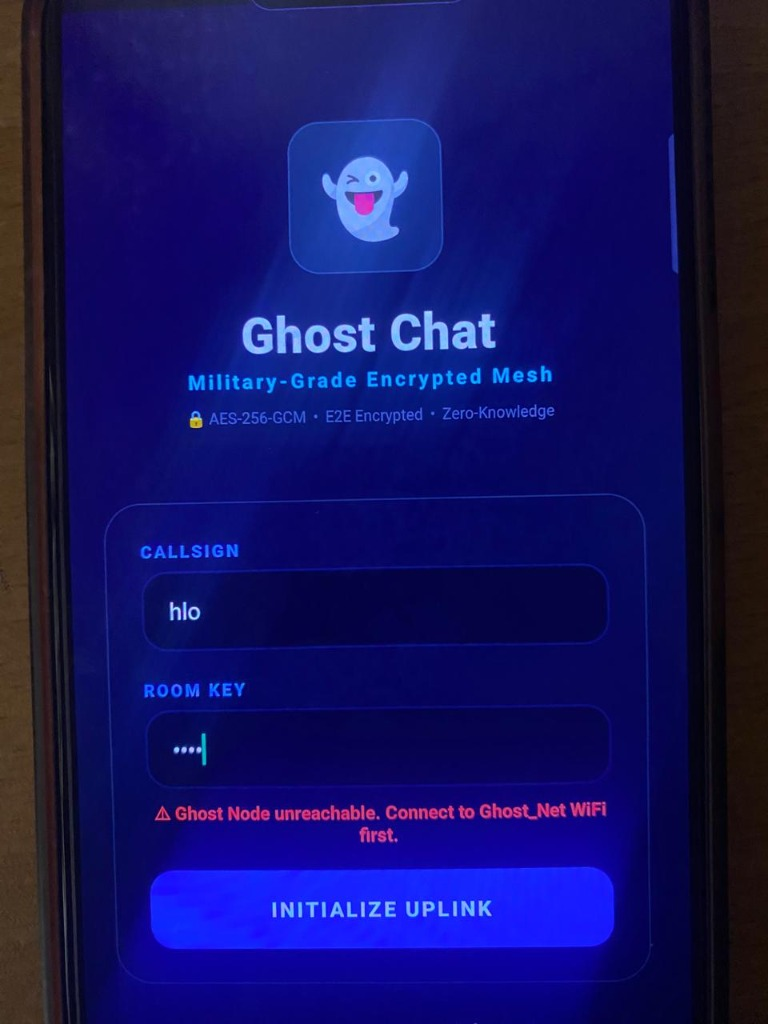 Ghost Chat
Military-Grade Encrypted Mesh
🔒 AES-256-GCM • E2E Encrypted • Zero-Knowledge
CALLSIGN
hlo
ROOM KEY
••••
⚠ Ghost Node unreachable. Connect to Ghost_Net WiFi
first.
INITIALIZE UPLINK